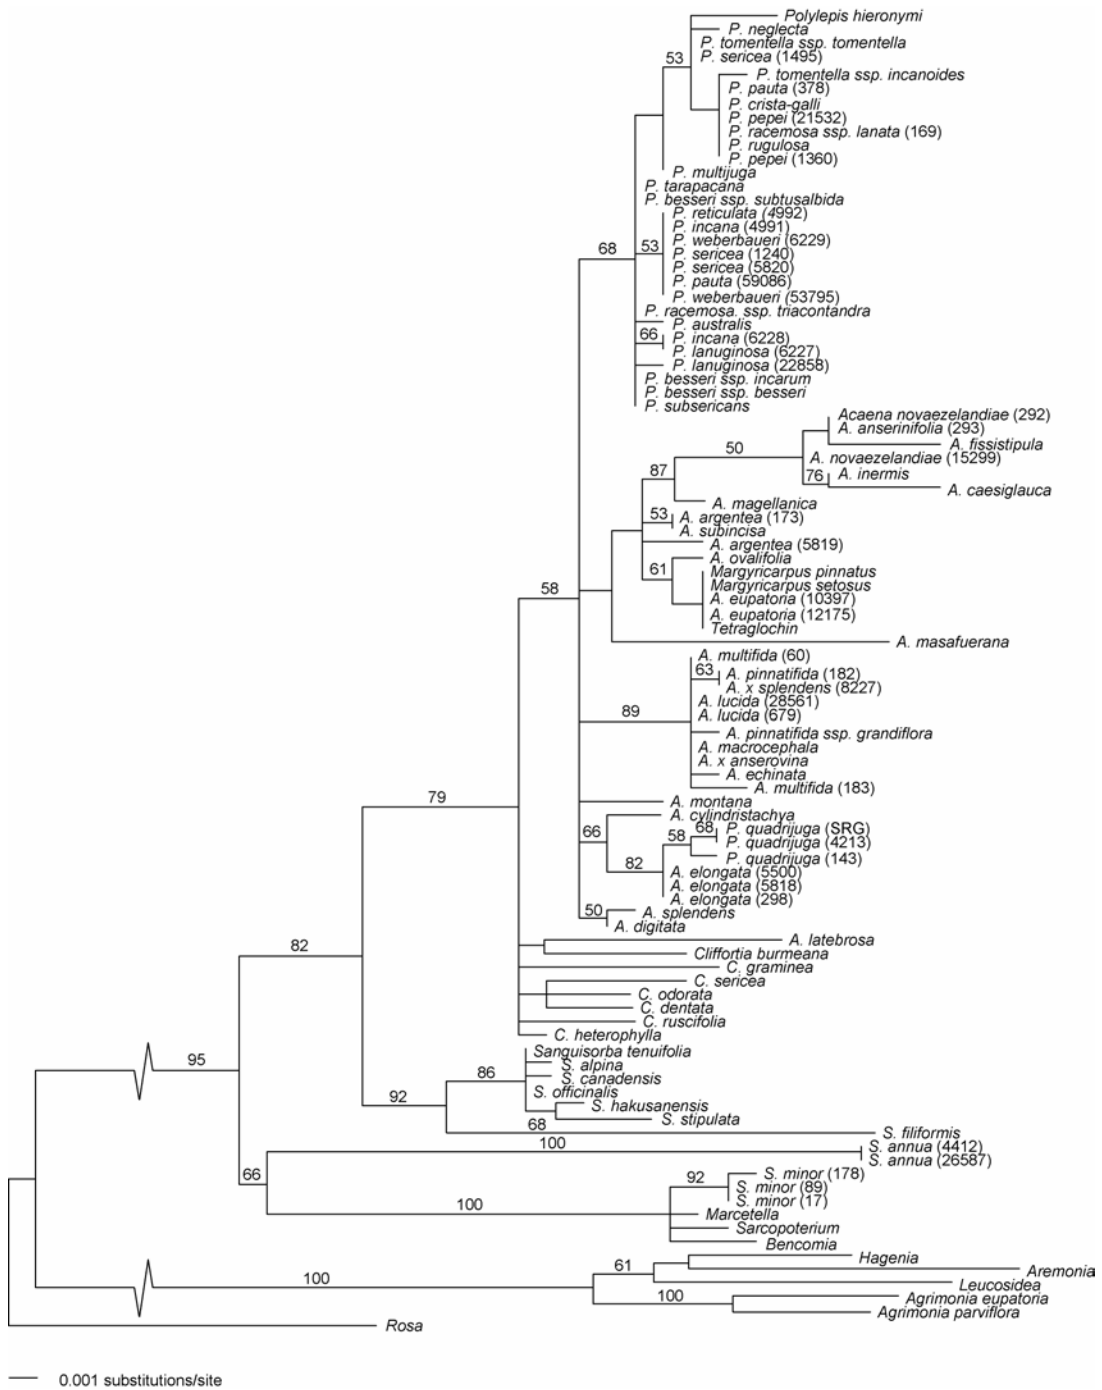 Polylepis hieronymi
P. neglecta
P. tomentella ssp. tomentella
53
P. sericea (1495)
P. tomentella ssp. incanoides
P. pauta (378)
P. crista-galli
P. pepei (21532)
P. racemosa ssp. lanata (169)
P. rugulosa
P. pepei (1360)
P. multijuga
P. tarapacana
P. besseri ssp. subtusalbida
P. reticulata (4992)
P. incana (4991)
P. weberbaueri (6229)
68
53
P. sericea (1240)
P. sericea (5820)
P. pauta (59086)
P. weberbaueri (53795)
P. racemosa. ssp. triacontandra
P. australis
66
P. incana (6228)
P. lanuginosa (6227)
P. lanuginosa (22858)
P. besseri ssp. incarum
P. besseri ssp. besseri
P. subsericans
Acaena novaezelandiae (292)
A. anserinifolia (293)
A. fissistipula
50
A. novaezelandiae (15299)
87
76
A. inermis
A. caesiglauca
A. magellanica
53
A. argentea (173)
A. subincisa
A. argentea (5819)
A. ovalifolia
61
Margyricarpus pinnatus
Margyricarpus setosus
58
A. eupatoria (10397)
A. eupatoria (12175)
Tetraglochin
A. masafuerana
A. multifida (60)
63
A. pinnatifida (182)
A. x splendens (8227)
A. lucida (28561)
89
A. lucida (679)
A. pinnatifida ssp. grandiflora
A. macrocephala
A. x anserovina
A. echinata
A. multifida (183)
79
A. montana
A. cylindristachya
66
58
68
P. quadrijuga (SRG)
P. quadrijuga (4213)
82
P. quadrijuga (143)
A. elongata (5500)
A. elongata (5818)
A. elongata (298)
50
A. splendens
A. digitata
82
A. latebrosa
Cliffortia burmeana
C. graminea
C. sericea
C. odorata
C. dentata
C. ruscifolia
C. heterophylla
95
Sanguisorba tenuifolia
S. alpina
86
S. canadensis
S. officinalis
92
S. hakusanensis
S. stipulata
68
S. filiformis
100
S. annua (4412)
S. annua (26587)
66
92
S. minor (178)
S. minor (89)
S. minor (17)
100
Marcetella
Sarcopoterium
Bencomia
Hagenia
61
Aremonia
100
Leucosidea
100
Agrimonia eupatoria
Agrimonia parviflora
Rosa
0.001 substitutions/site